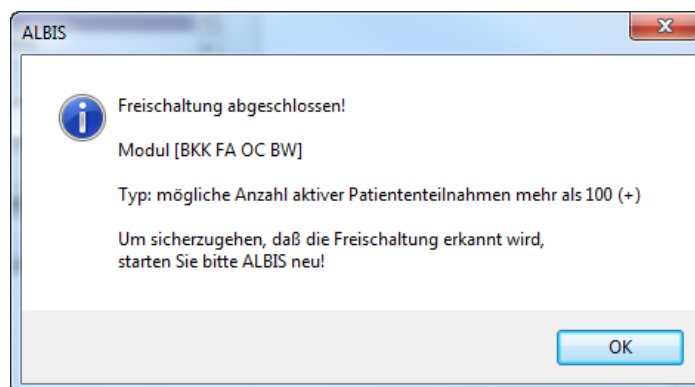 ALBIS
Freischaltung abgeschlossen!
Modul [BKK FA OC BW]
Typ: mögliche Anzahl aktiver Patiententeilnahmen mehr als 100 (+)
Um sicherzugehen, daß die Freischaltung erkannt wird,
starten Sie bitte ALBIS neu!
OK